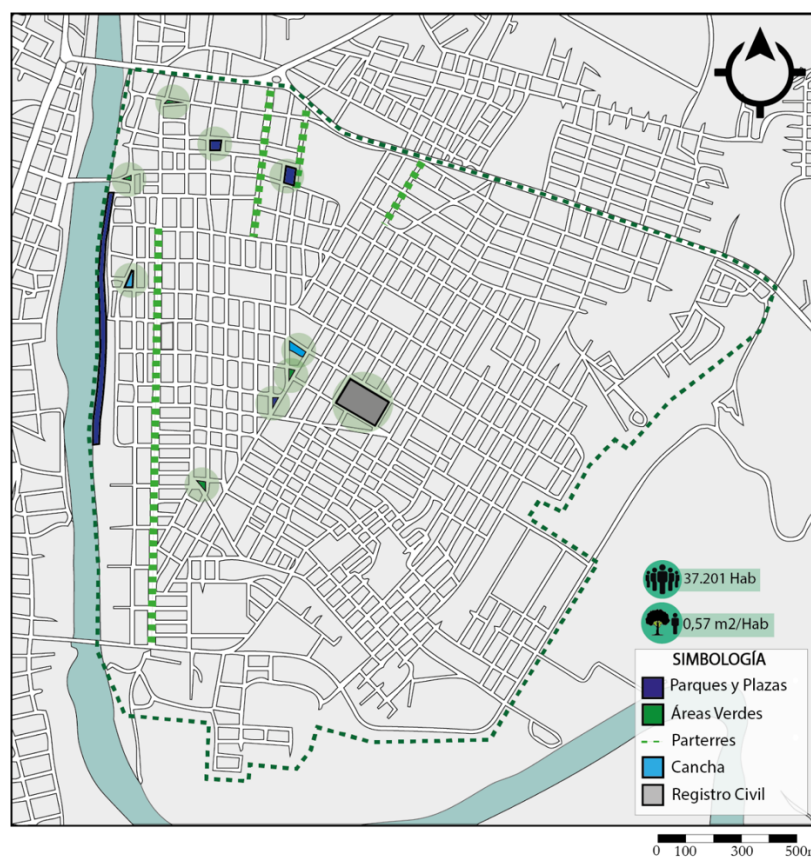 37.201 Hab
0,57 m2/Hab
SIMBOLOGÍA
Parques y Plazas
Áreas Verdes
Parterres
Cancha
Registro Civil
0 100 300 500m